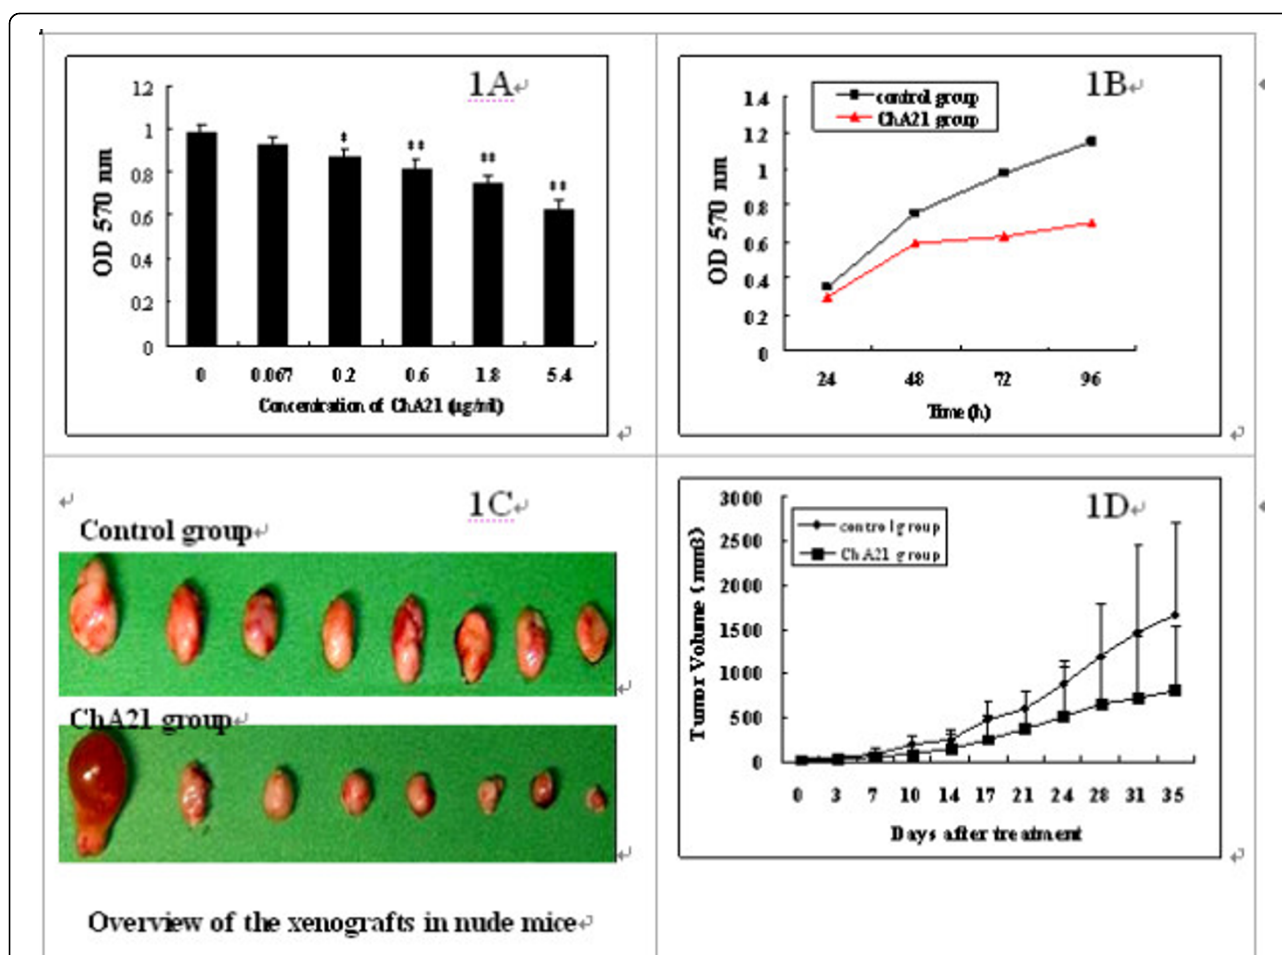 1A
1.2
1
0.8
0.6
0.4
0.2
0
OD 570 nm
*
**
**
**
0 0.067 0.2 0.6 1.8 5.4
Concentration of ChA21 (μg/ml)
1B
control group
ChA21 group
1.4
1.2
1
0.8
0.6
0.4
0.2
0
OD 570 nm
24 48 72 96
Time (h)
1C
Control group
ChA21 group
Overview of the xenografts in nude mice
1D
control group
ChA21 group
3000
2500
2000
1500
1000
500
0
Tumor Volume (mm3)
0 3 7 10 14 17 21 24 28 31 35
Days after treatment